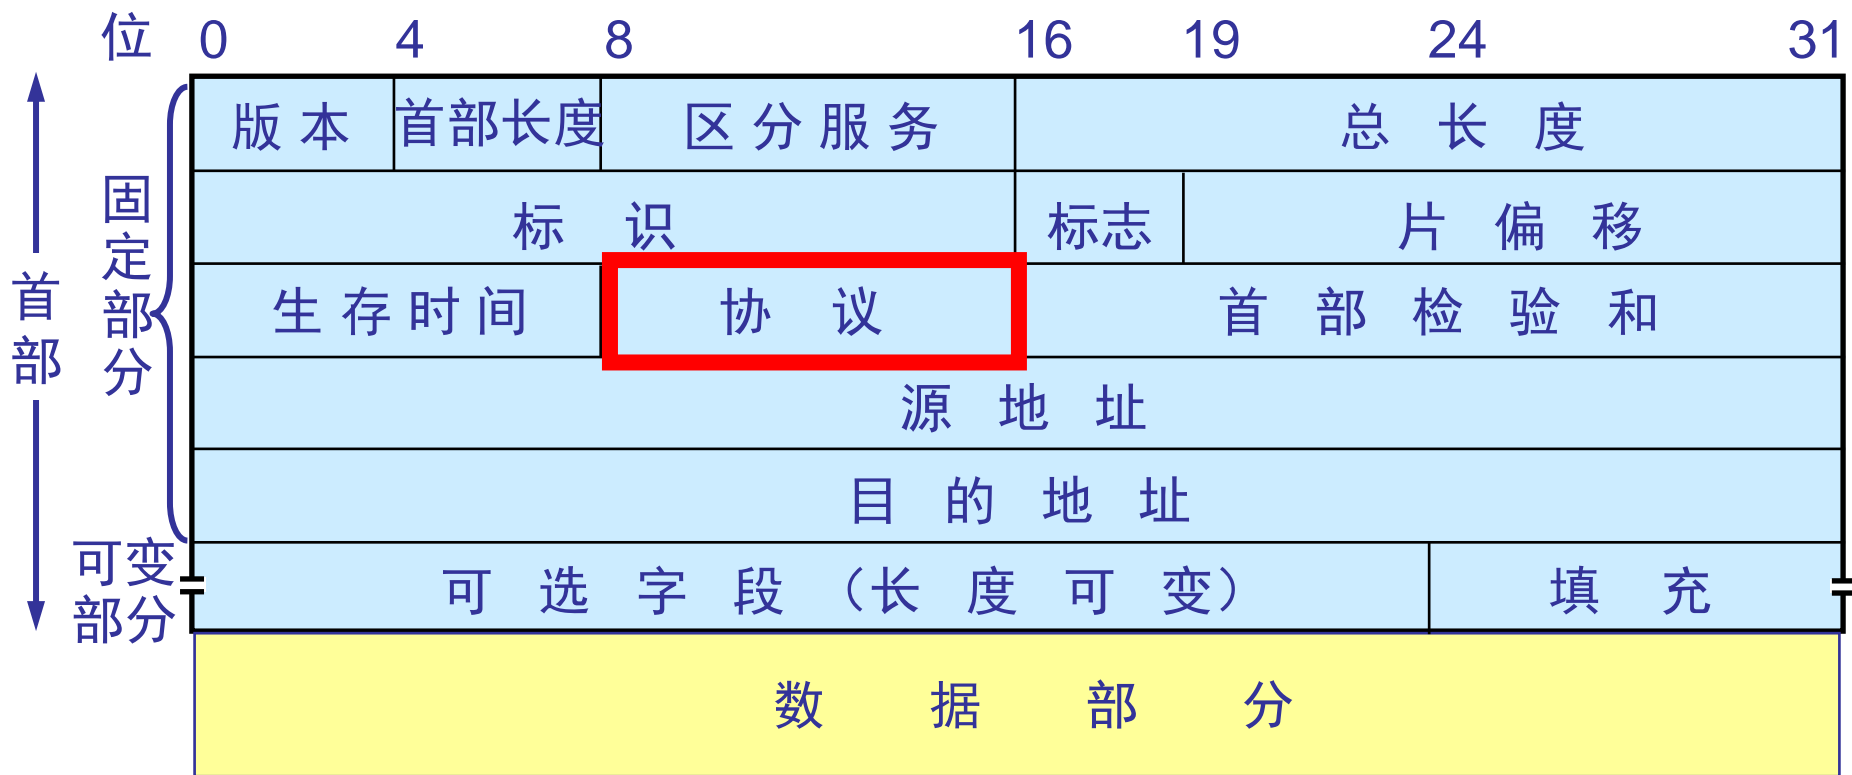 位 0 4 8 16 19 24 31
版本 首部长度 区分服务 总长度
标识 标志 片偏移
生存时间 协议 首部检验和
源地址
目的地址
可选字段（长度可变） 填充
数据部分
首部
固定部分
可变
部分